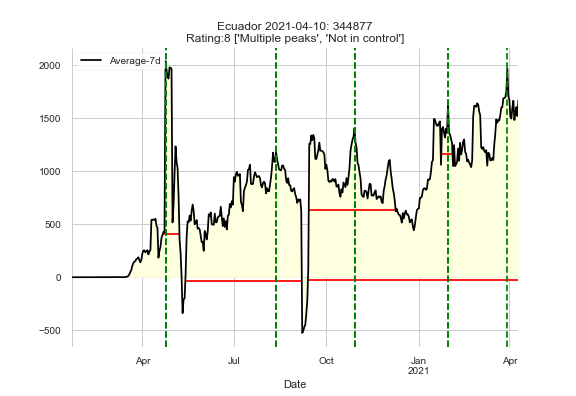 Ecuador 2021-04-10: 344877
Rating:8 ['Multiple peaks', 'Not in control']
Average-7d
2000
1500
1000
500
0
−500
Apr
Jul
Oct
Jan
2021
Apr
Date